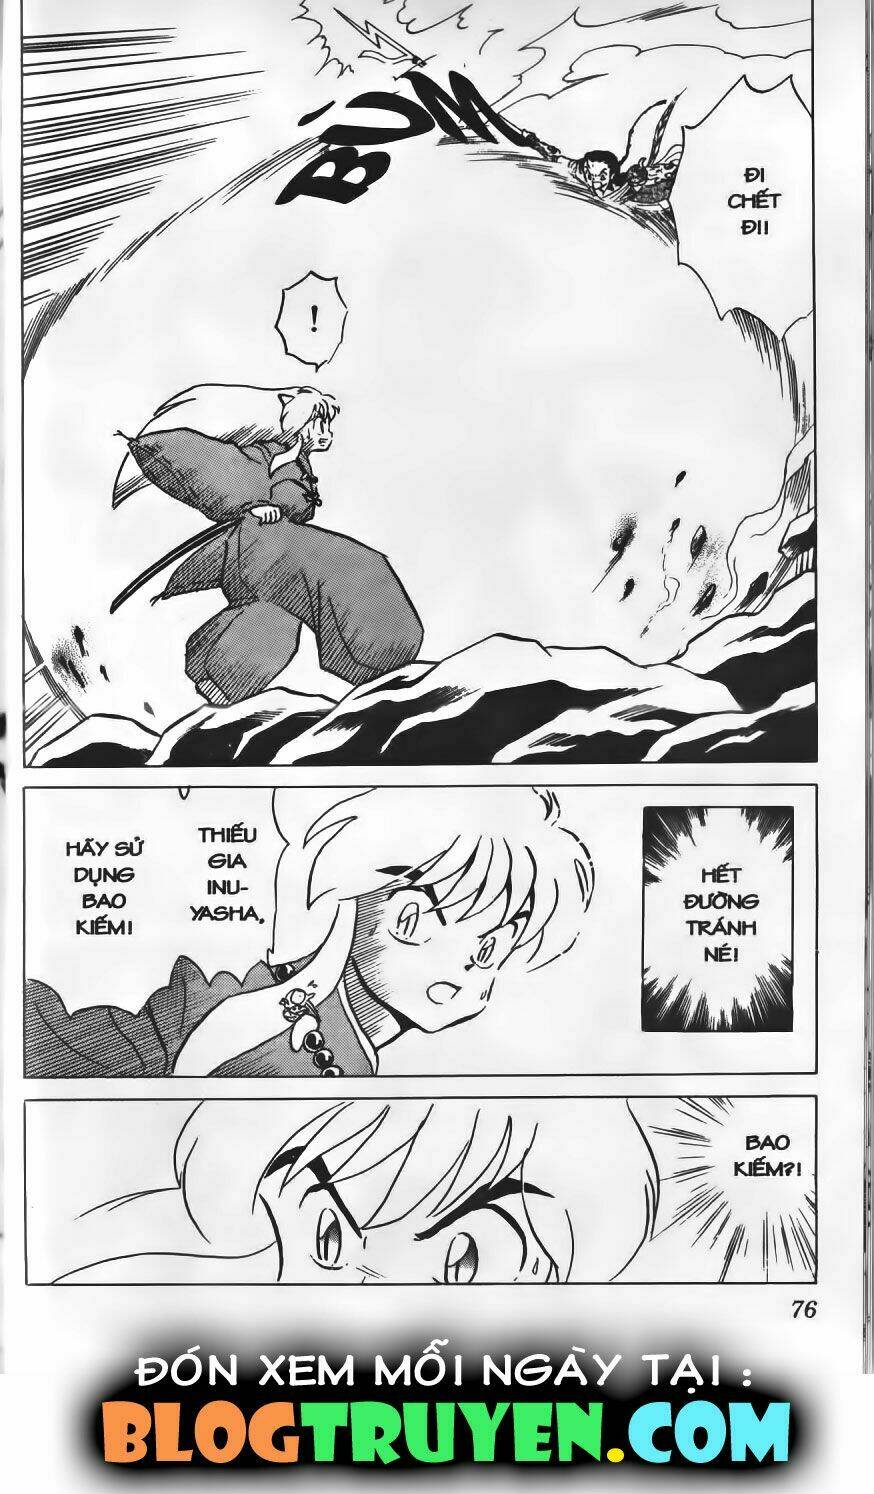 BÙM
ĐI
CHẾT
ĐI!
!
HẾT
ĐƯỜNG
TRÁNH
NÉ!
THIẾU
GIA
INU-
YASHA,
HÃY SỬ
DỤNG
BAO
KIẾM!
BAO
KIẾM?!
76
ĐÓN XEM MỖI NGÀY TẠI :
BLOGTRUYEN.COM